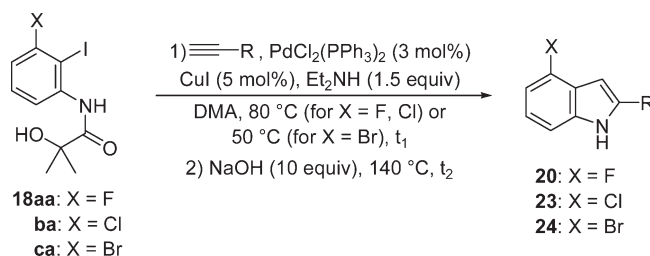 X
I
NH
HO
O
18aa: X = F
ba: X = Cl
ca: X = Br
1) R , PdCl2(PPh3)2 (3 mol%)
CuI (5 mol%), Et2NH (1.5 equiv)
DMA, 80 °C (for X = F, Cl) or
50 °C (for X = Br), t1
2) NaOH (10 equiv), 140 °C, t2
X
R
N
H
20: X = F
23: X = Cl
24: X = Br